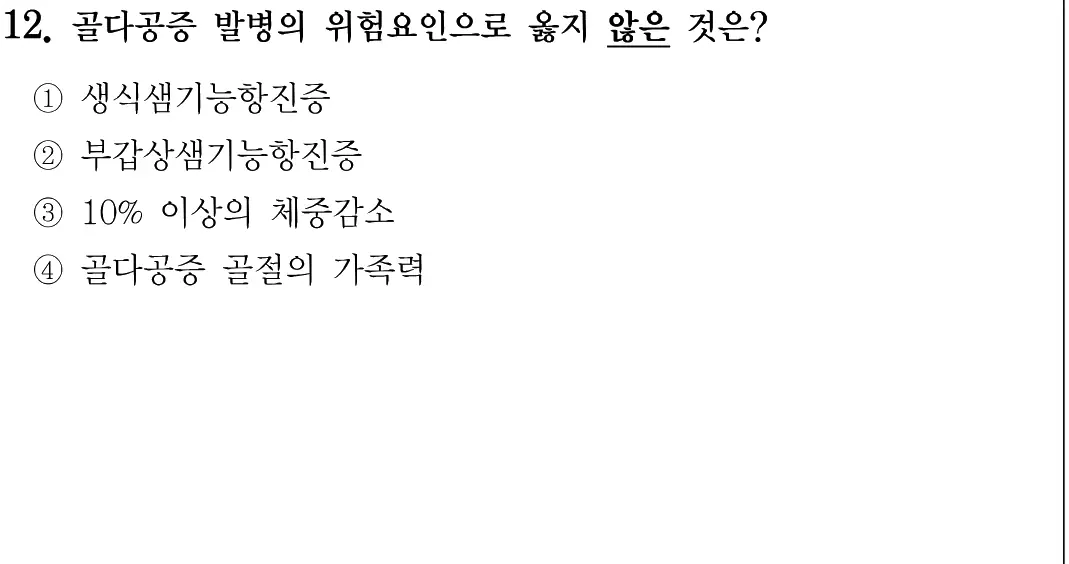 12. 골다공증 발병의 위험요인으로 옳지 않은 것은?
① 생식샘기능항진증
② 부갑상샘기능항진증
③ 10% 이상의 체중감소
④ 골다공증 골절의 가족력